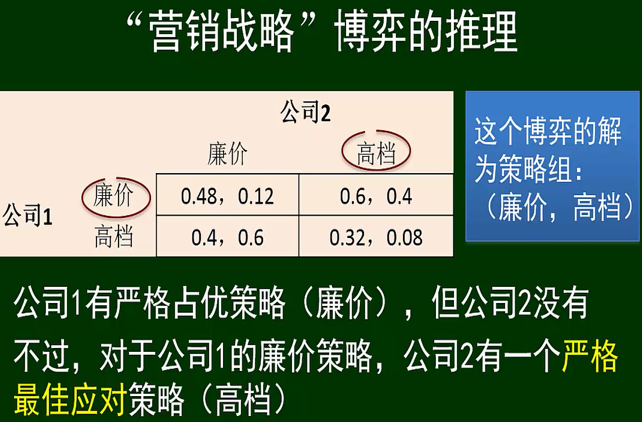 “营销战略”博弈的推理
公司2
廉价 高档
公司1 廉价 0.48，0.12 0.6，0.4
高档 0.4，0.6 0.32，0.08
这个博弈的解
为策略组：
（廉价，高档）
公司1有严格占优策略（廉价），但公司2没有
不过，对于公司1的廉价策略，公司2有一个严格
最佳应对策略（高档）